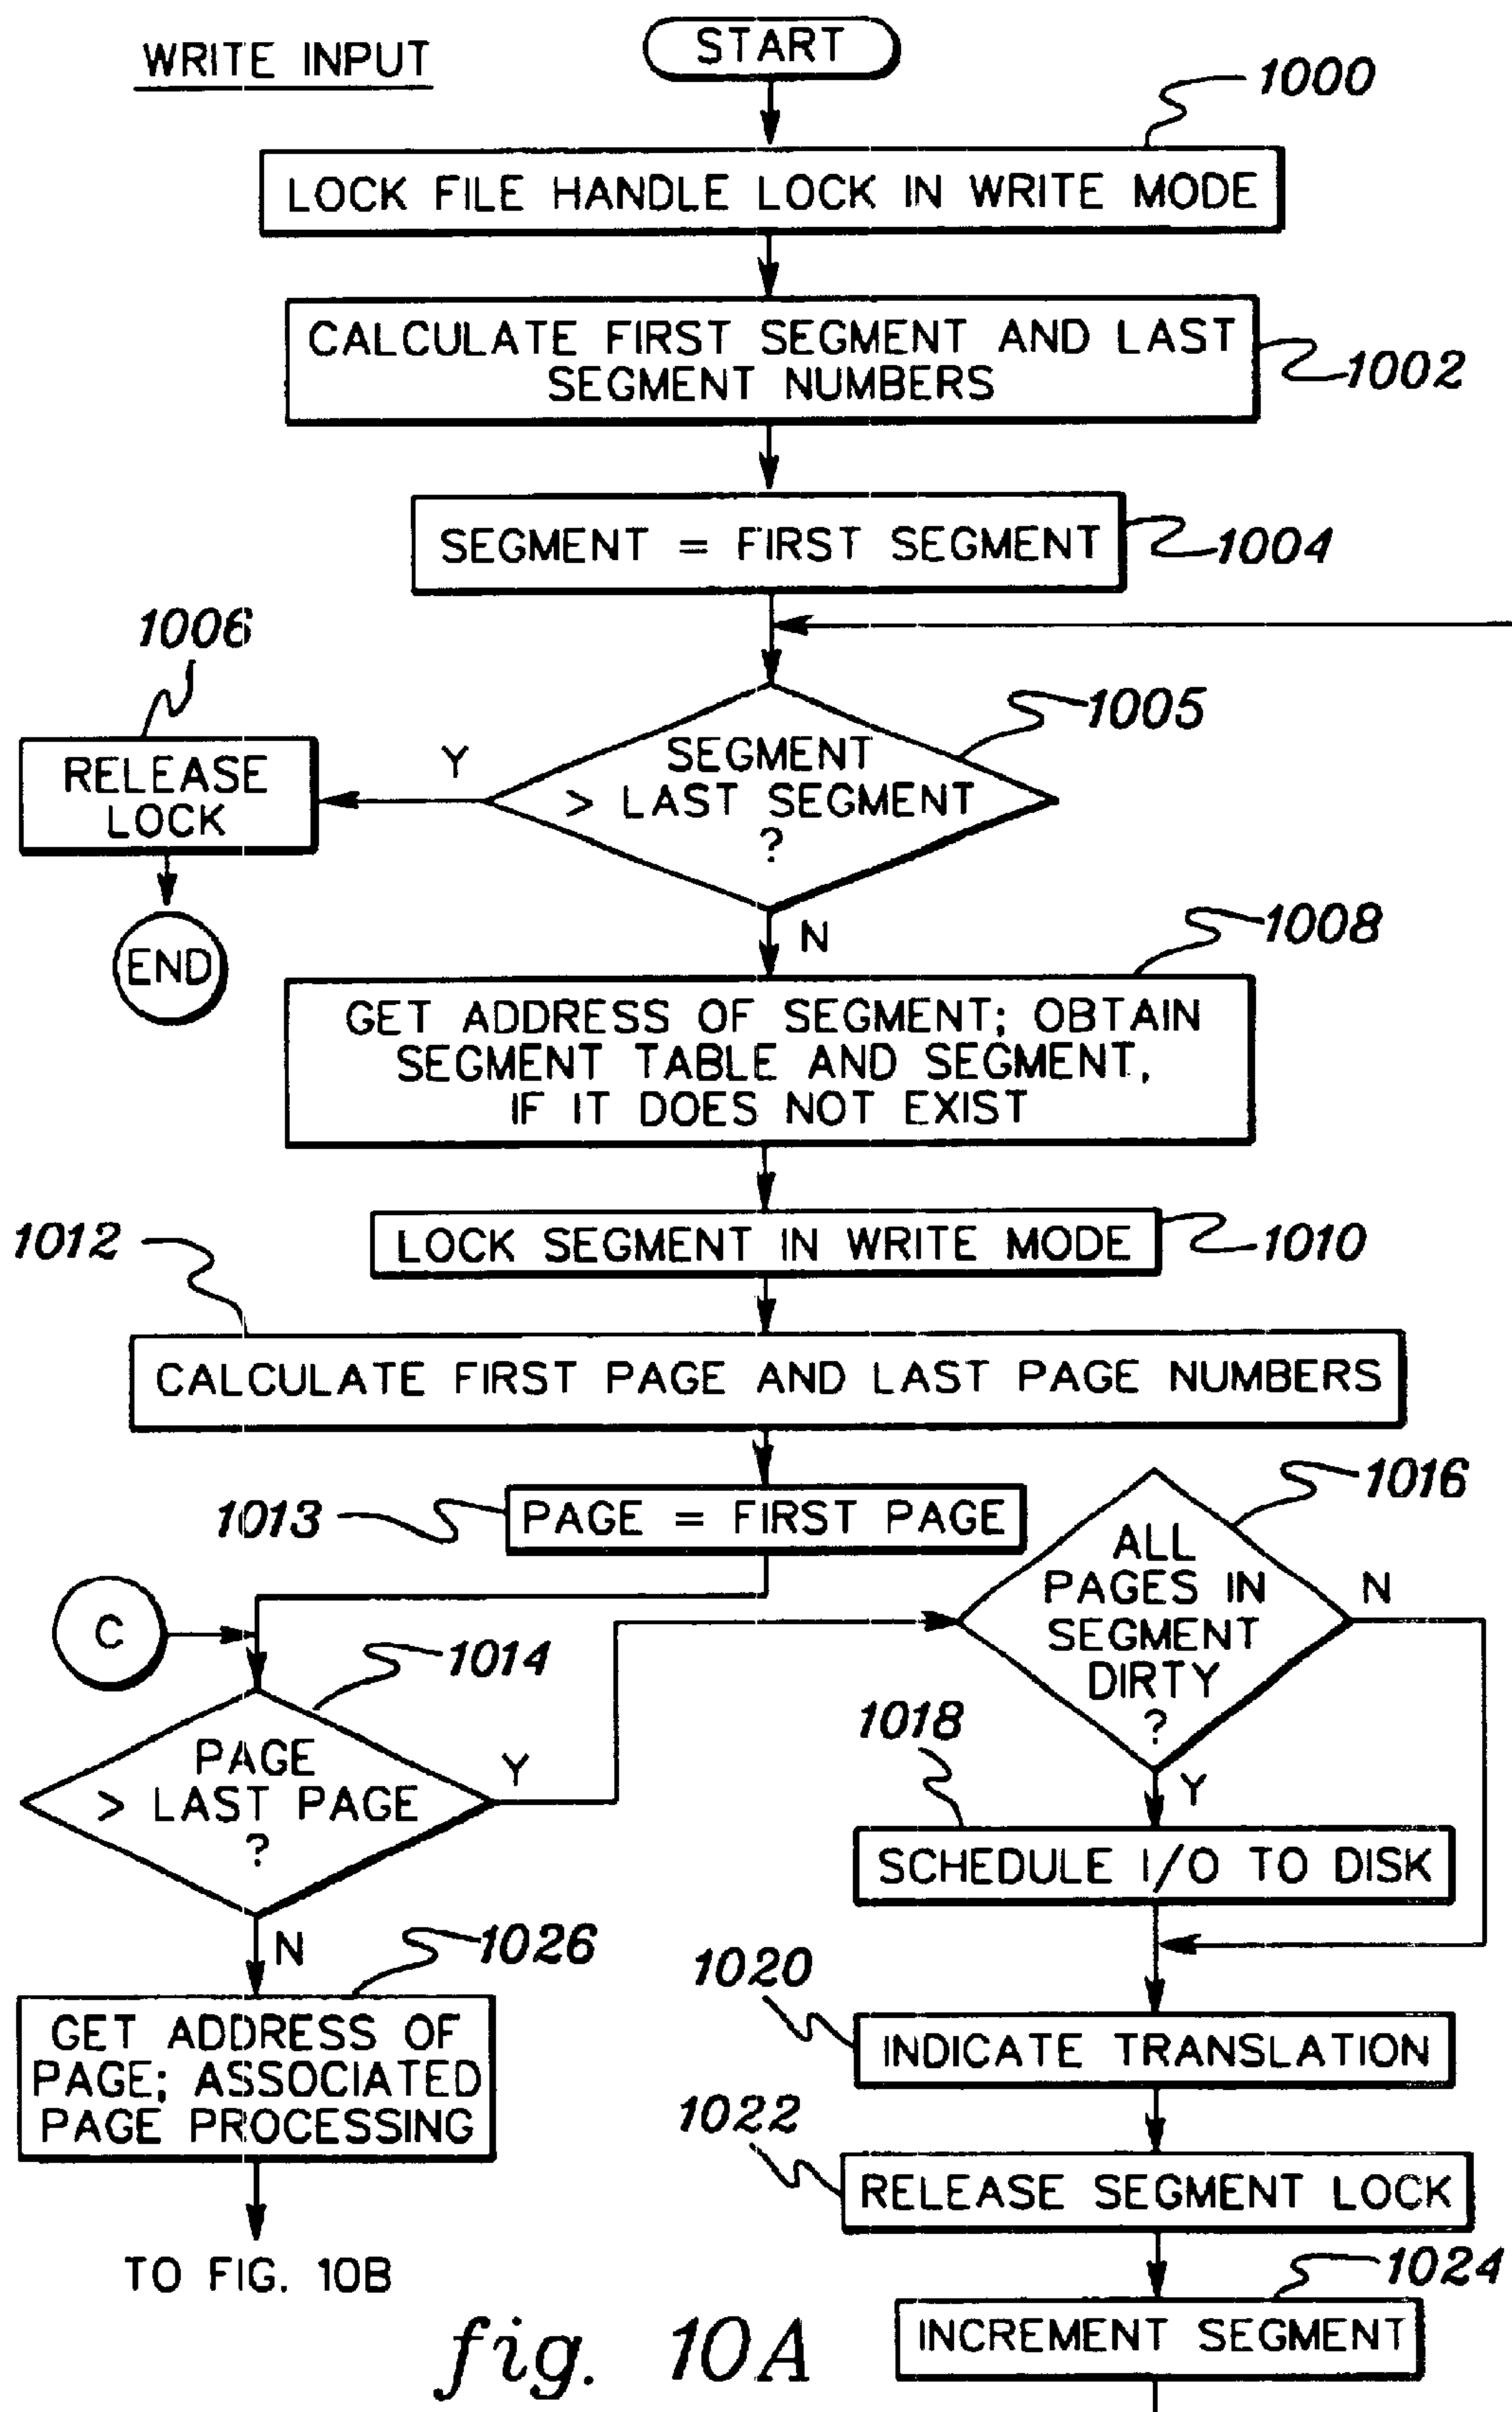 WRITE INPUT
START
1000
LOCK FILE HANDLE LOCK IN WRITE MODE
CALCULATE FIRST SEGMENT AND LAST
SEGMENT NUMBERS
1002
SEGMENT = FIRST SEGMENT
1004
1006
1005
RELEASE
LOCK
Y
SEGMENT
> LAST SEGMENT
?
END
N
1008
GET ADDRESS OF SEGMENT; OBTAIN
SEGMENT TABLE AND SEGMENT,
IF IT DOES NOT EXIST
LOCK SEGMENT IN WRITE MODE
1010
1012
CALCULATE FIRST PAGE AND LAST PAGE NUMBERS
1013
PAGE = FIRST PAGE
1016
ALL
PAGES IN
SEGMENT
DIRTY
?
N
C
1014
PAGE
> LAST PAGE
?
Y
1018
Y
SCHEDULE I/O TO DISK
N
1026
GET ADDRESS OF
PAGE; ASSOCIATED
PAGE PROCESSING
TO FIG. 10B
1020
INDICATE TRANSLATION
1022
RELEASE SEGMENT LOCK
1024
INCREMENT SEGMENT
fig. 10A